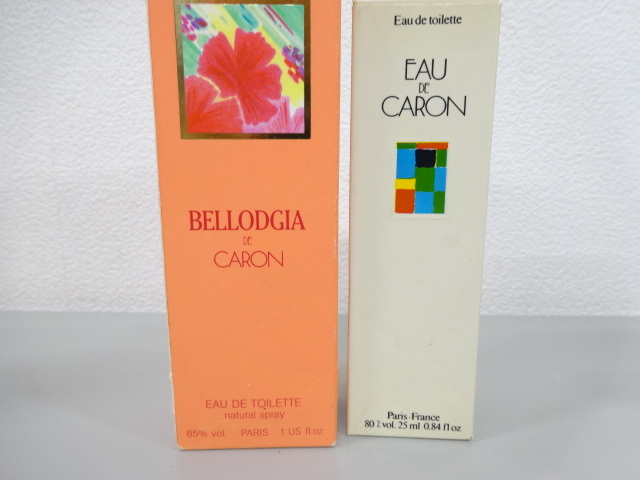 BELLODGIA
DE
CARON
EAU DE TOILETTE
natural spray
85% vol. PARIS 1 US fl.oz
Eau de toilette
EAU
DE
CARON
Paris-France
80% vol. 25 ml 0.84 fl oz